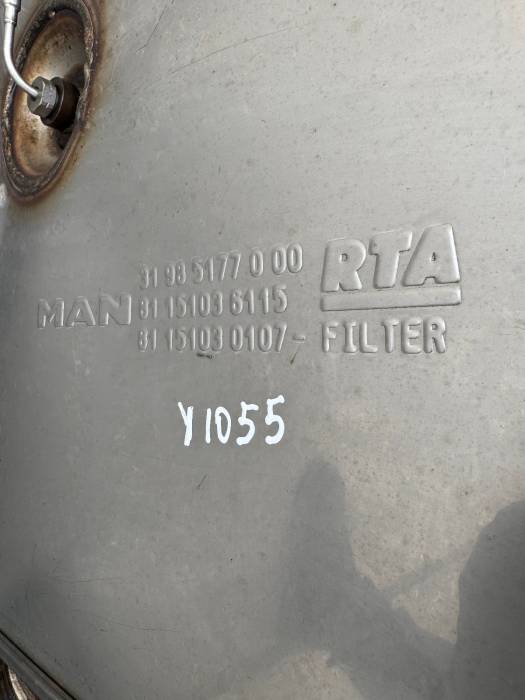 31 98 5177 0 00 RTA
MAN 81 15103 6115
81 15103 0107- FILTER
Y1055